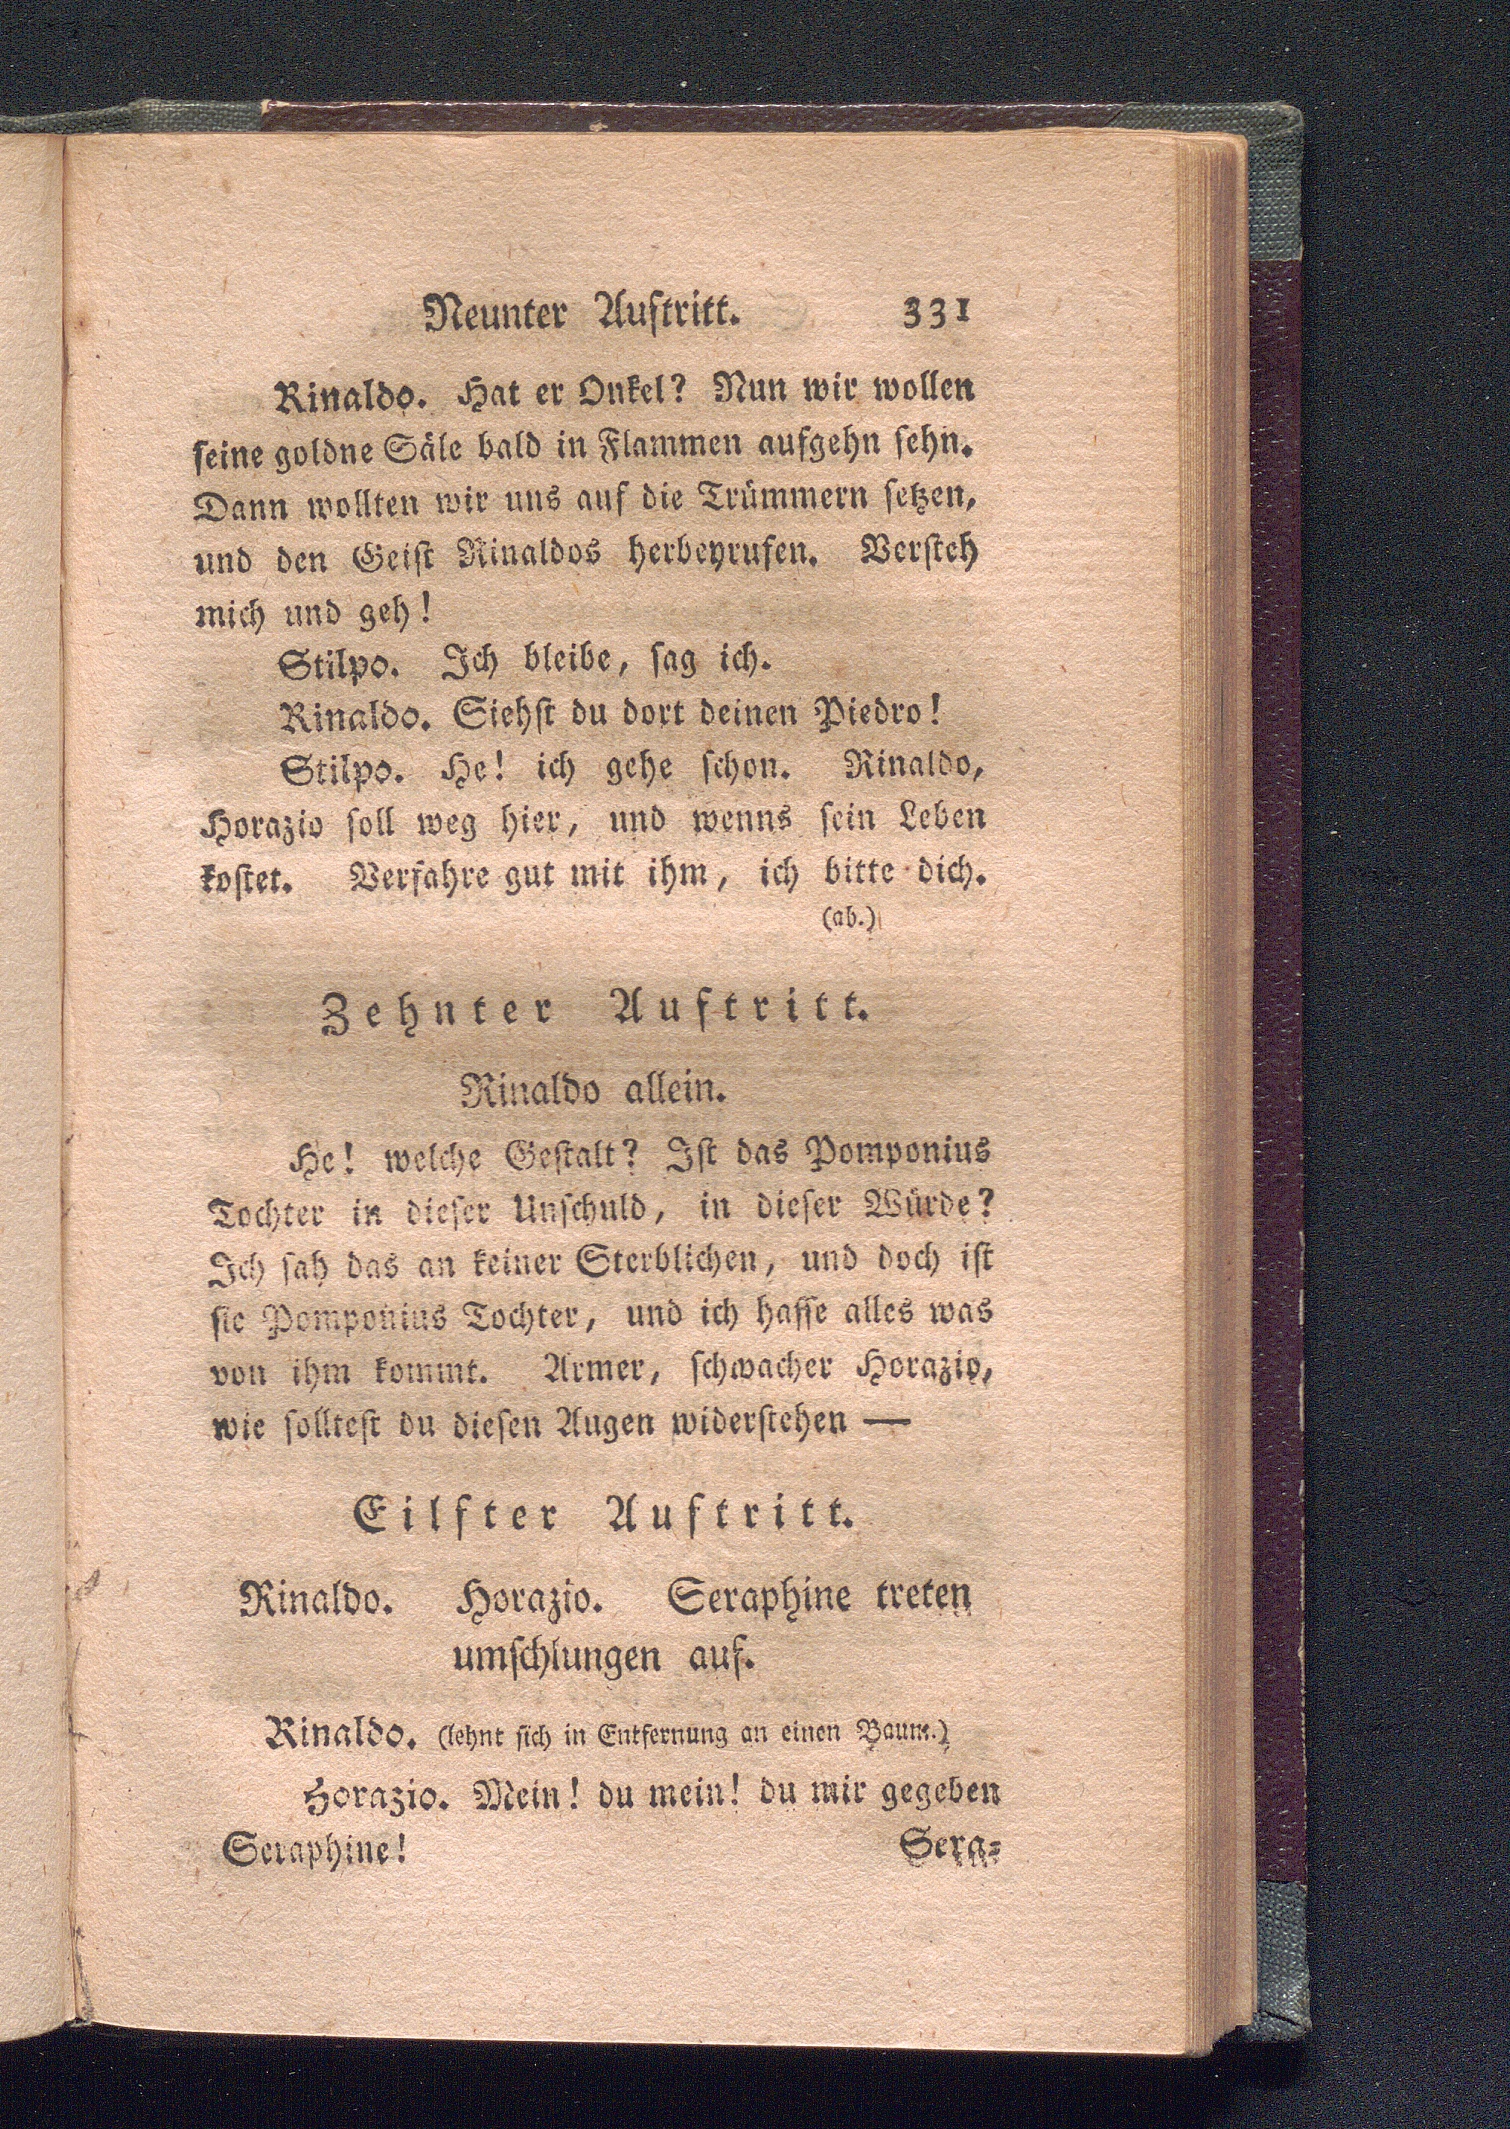 Neunter Auftritt. 331
Rinaldo. Hat er Onkel? Nun wir wollen
ſeine goldne Säle bald in Flammen aufgehn ſehn.
Dann wollten wir uns auf die Trümmern ſetzen,
und den Geiſt Rinaldos herbeyrufen. Verſteh
mich und geh!
Stilpo. Ich bleibe, ſag ich.
Rinaldo. Siehſt du dort deinen Piedro!
Stilpo. He! ich gehe ſchon. Rinaldo,
Horazio ſoll weg hier, und wenns ſein Leben
koſtet. Verfahre gut mit ihm, ich bitte dich.
(ab.)
Zehnter Auftritt.
Rinaldo allein.
He! welche Geſtalt? Iſt das Pomponius
Tochter in dieſer Unſchuld, in dieſer Würde?
Ich ſah das an keiner Sterblichen, und doch iſt
ſie Pomponius Tochter, und ich haſſe alles was
von ihm kommt. Armer, ſchwacher Horazio,
wie ſollteſt du dieſen Augen widerſtehen —
Eilfter Auftritt.
Rinaldo. Horazio. Seraphine treten
umſchlungen auf.
Rinaldo. (lehnt ſich in Entfernung an einen Baum.)
Horazio. Mein! du mein! du mir gegeben
Seraphine! Sera-